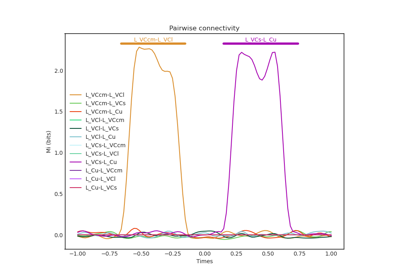 Pairwise connectivity
L_VCcm-L_VCl
L_VCs-L_Cu
2.0
1.5
1.0
0.5
0.0
MI (bits)
L_VCcm-L_VCl
L_VCcm-L_VCs
L_VCcm-L_Cu
L_VCl-L_VCcm
L_VCl-L_VCs
L_VCl-L_Cu
L_VCs-L_VCcm
L_VCs-L_VCl
L_VCs-L_Cu
L_Cu-L_VCcm
L_Cu-L_VCl
L_Cu-L_VCs
−1.00 −0.75 −0.50 −0.25 0.00 0.25 0.50 0.75 1.00
Times